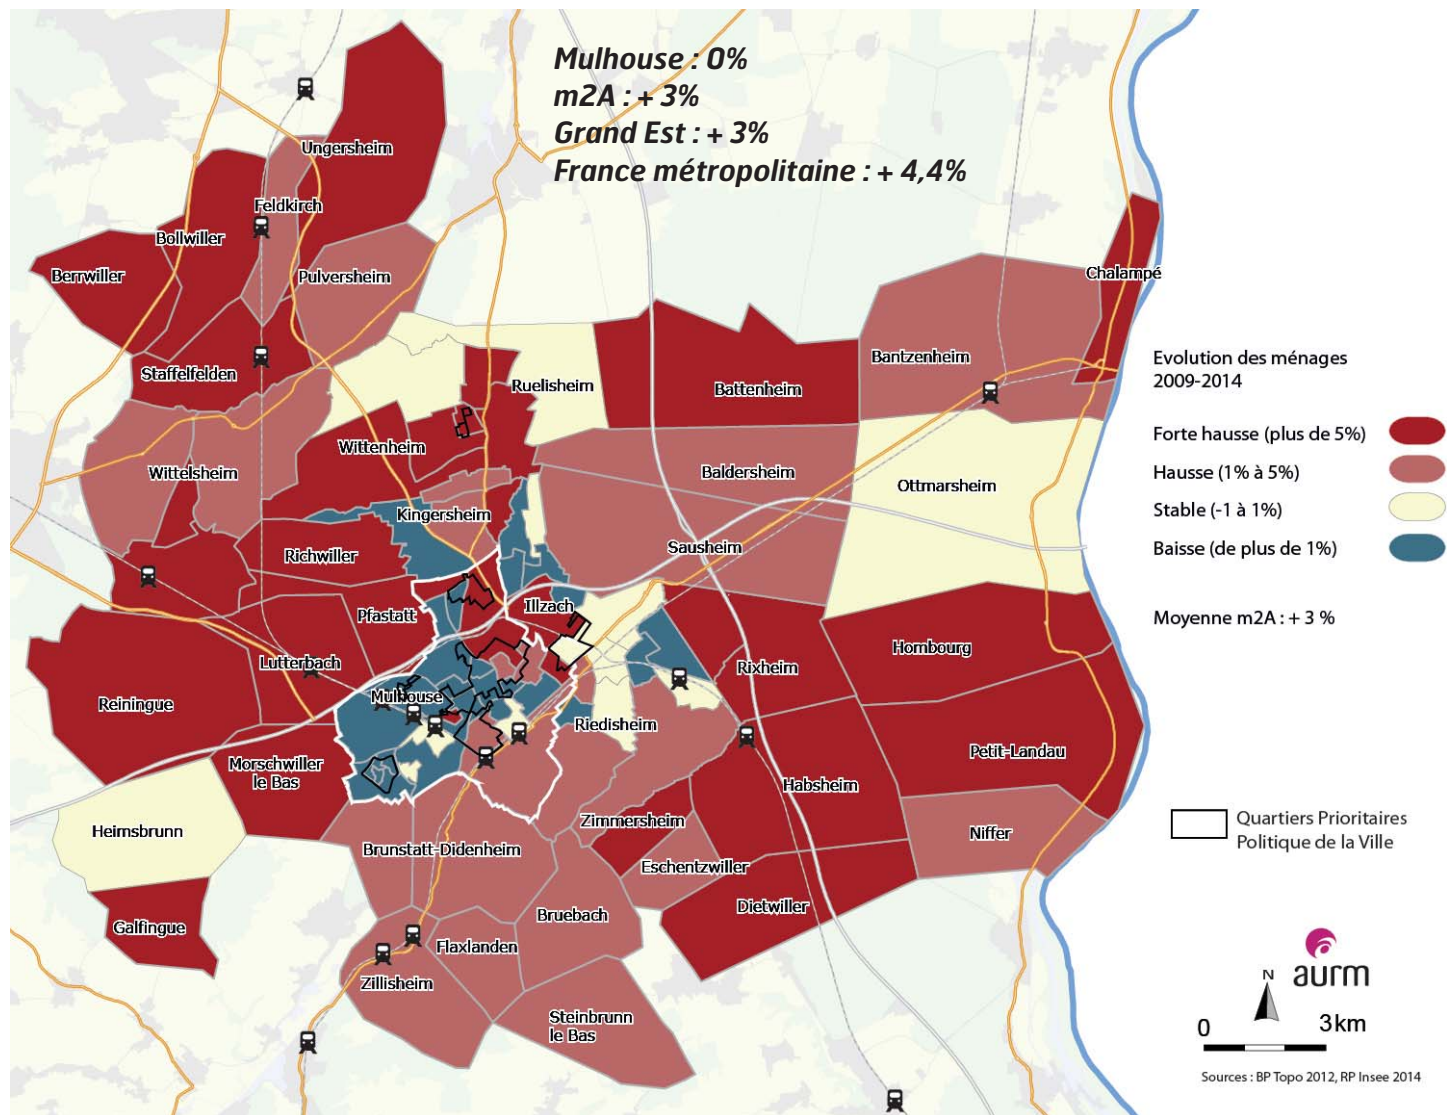 Mulhouse : 0%
m2A : + 3%
Grand Est : + 3%
France métropolitaine : + 4,4%
Ungersheim
Feldkirch
Bollwiller
Berrwiller
Pulversheim
Chalampé
Bantzenheim
Staffelfelden
Ruelisheim
Battenheim
Wittenheim
Wittelsheim
Baldersheim
Ottmarsheim
Kingersheim
Sausheim
Richwiller
Illzach
Pfastatt
Hombourg
Lutterbach
Rixheim
Reiningue
Mulhouse
Riedisheim
Petit-Landau
Morschwiller
le Bas
Habsheim
Zimmersheim
Heimsbrunn
Niffer
Brunstatt-Didenheim
Eschentzwiller
Dietwiller
Bruebach
Galfingue
Flaxlanden
Zillisheim
Steinbrunn
le Bas
Evolution des ménages
2009-2014
Forte hausse (plus de 5%)
Hausse (1% à 5%)
Stable (-1 à 1%)
Baisse (de plus de 1%)
Moyenne m2A : + 3 %
Quartiers Prioritaires
Politique de la Ville
aurm
N
0 3km
Sources : BP Topo 2012, RP Insee 2014